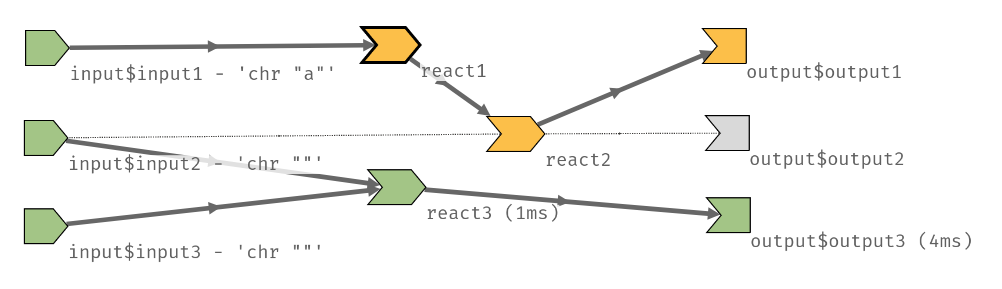 input$input1 - 'chr "a"'
react1
output$output1
input$input2 - 'chr ""'
react2
output$output2
react3 (1ms)
input$input3 - 'chr ""'
output$output3 (4ms)